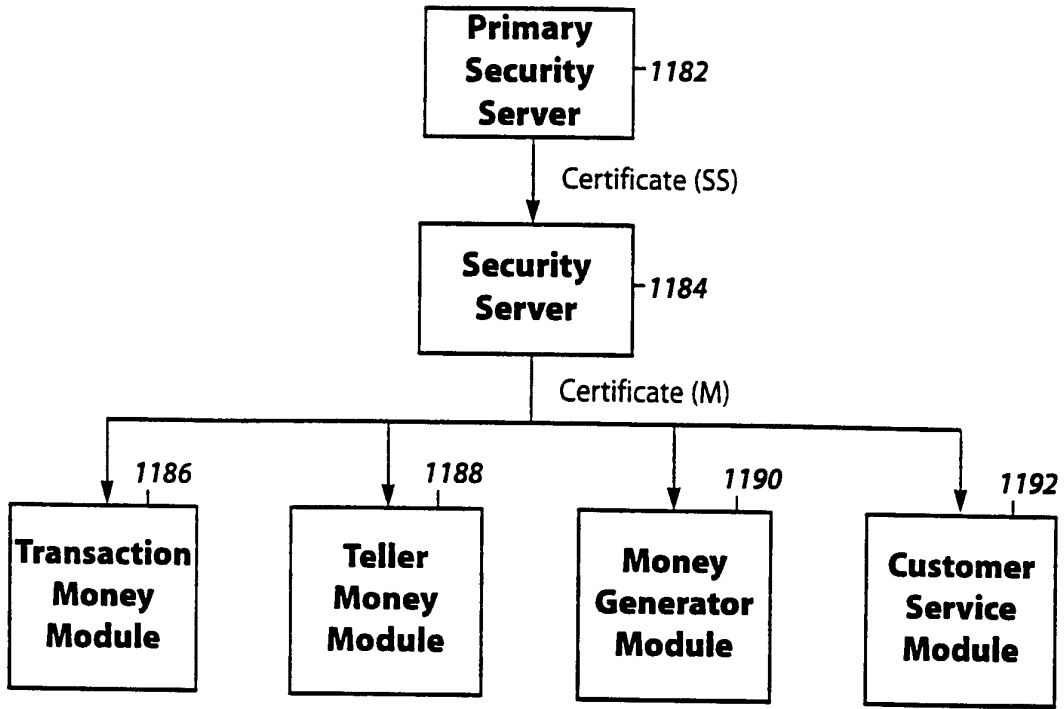 Primary
Security
Server
1182
Certificate (SS)
Security
Server
1184
Certificate (M)
1186
Transaction
Money
Module
1188
Teller
Money
Module
1190
Money
Generator
Module
1192
Customer
Service
Module